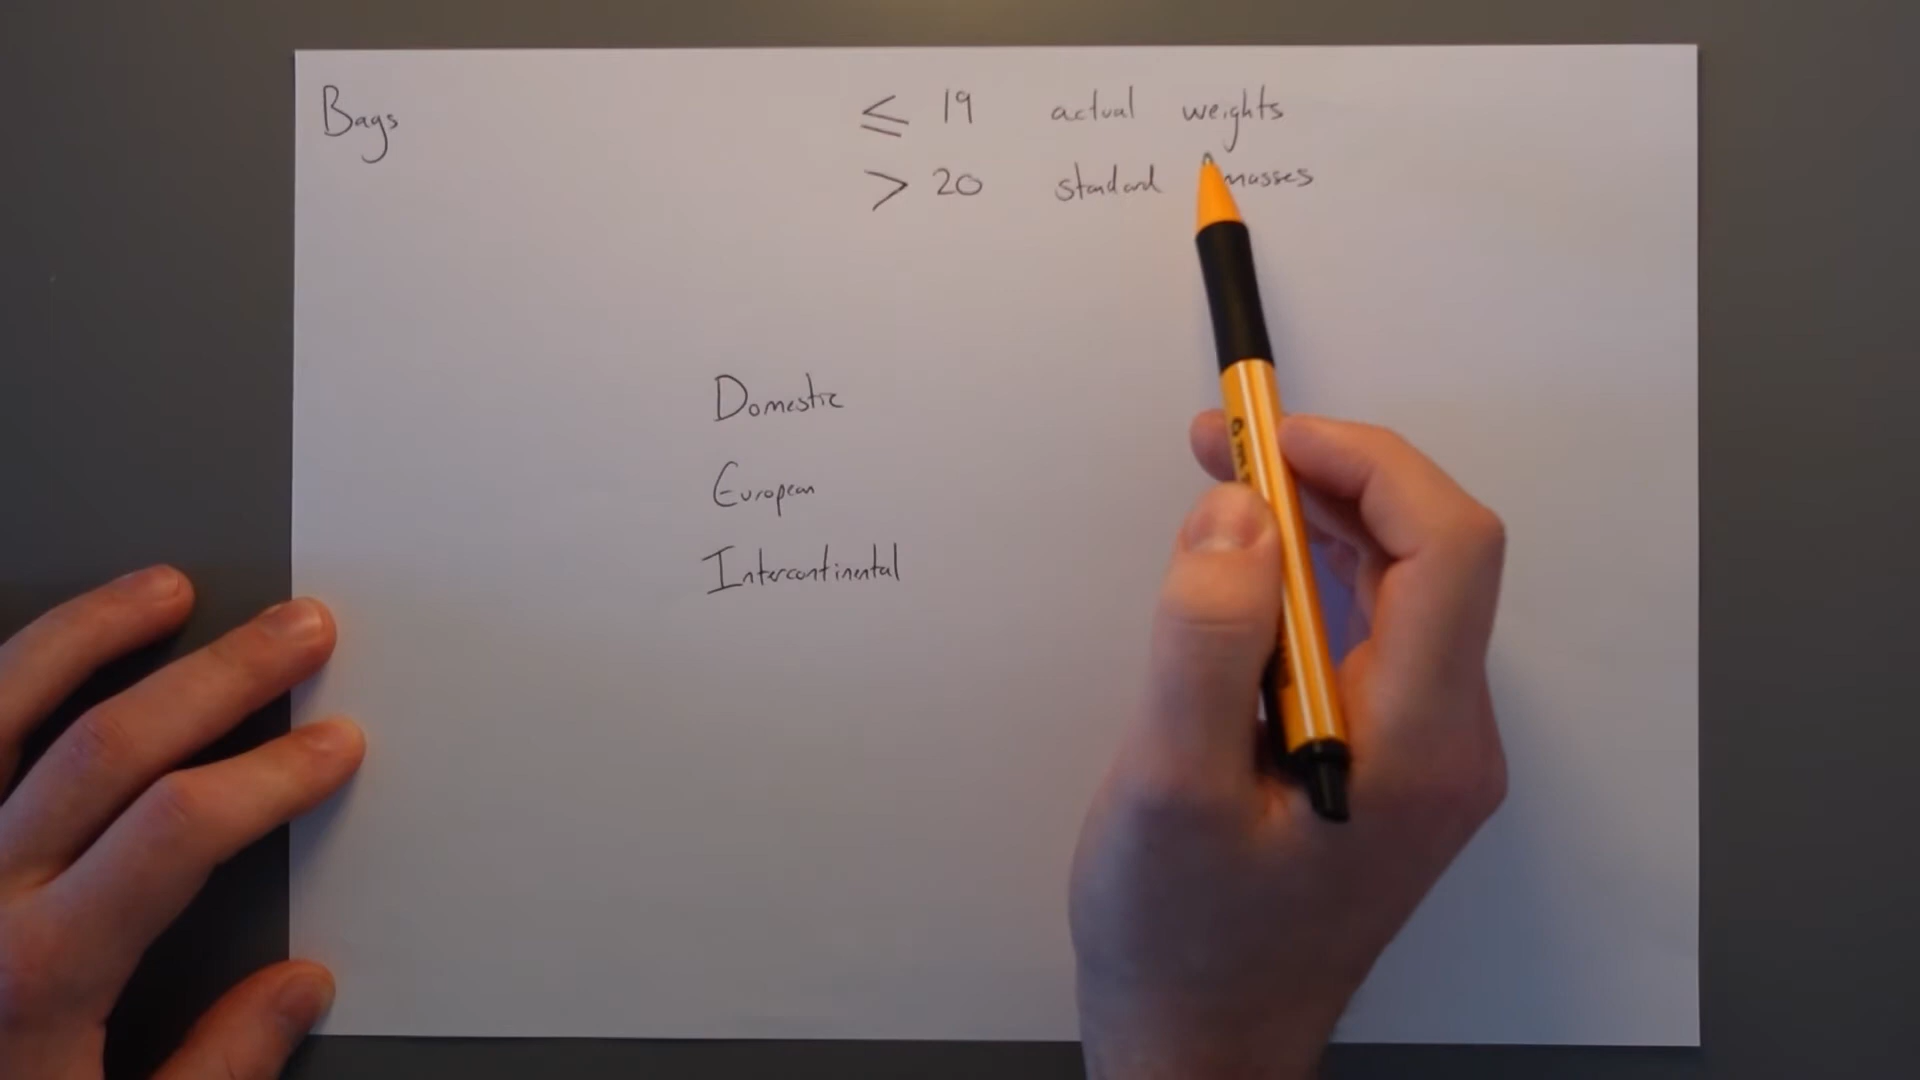 Bags
≤ 19 actual weights
> 20 standard masses
Domestic
European
Intercontinental